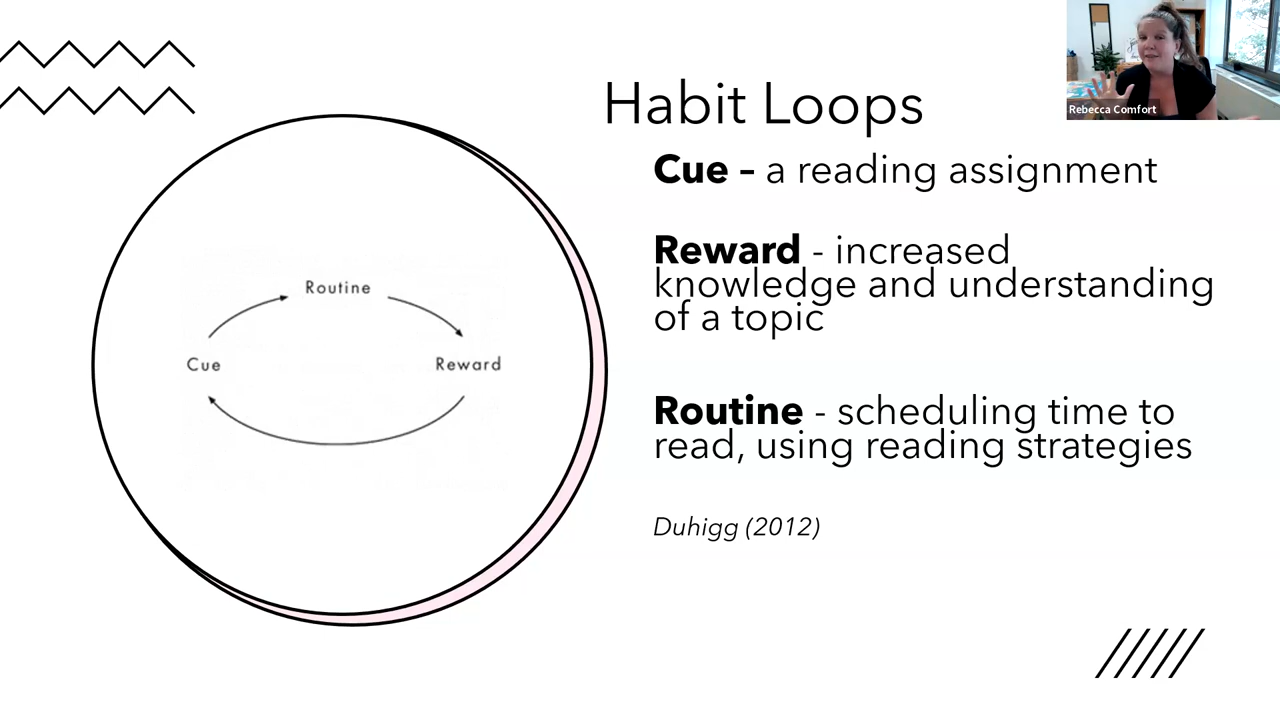 Habit Loops
Rebecca Comfort
Cue – a reading assignment
Reward - increased
knowledge and understanding
of a topic
Routine - scheduling time to
read, using reading strategies
Duhigg (2012)
Routine
Cue
Reward